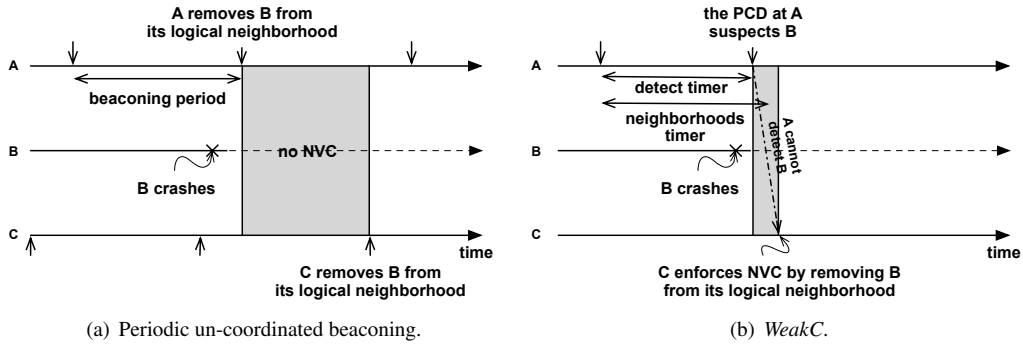 A removes B from
its logical neighborhood
A
beaconing period
B
no NVC
B crashes
C
time
C removes B from
its logical neighborhood
(a) Periodic un-coordinated beaconing.
the PCD at A
suspects B
A
detect timer
neighborhoods
timer
A cannot
detect B
B
B crashes
C
time
C enforces NVC by removing B
from its logical neighborhood
(b) WeakC.